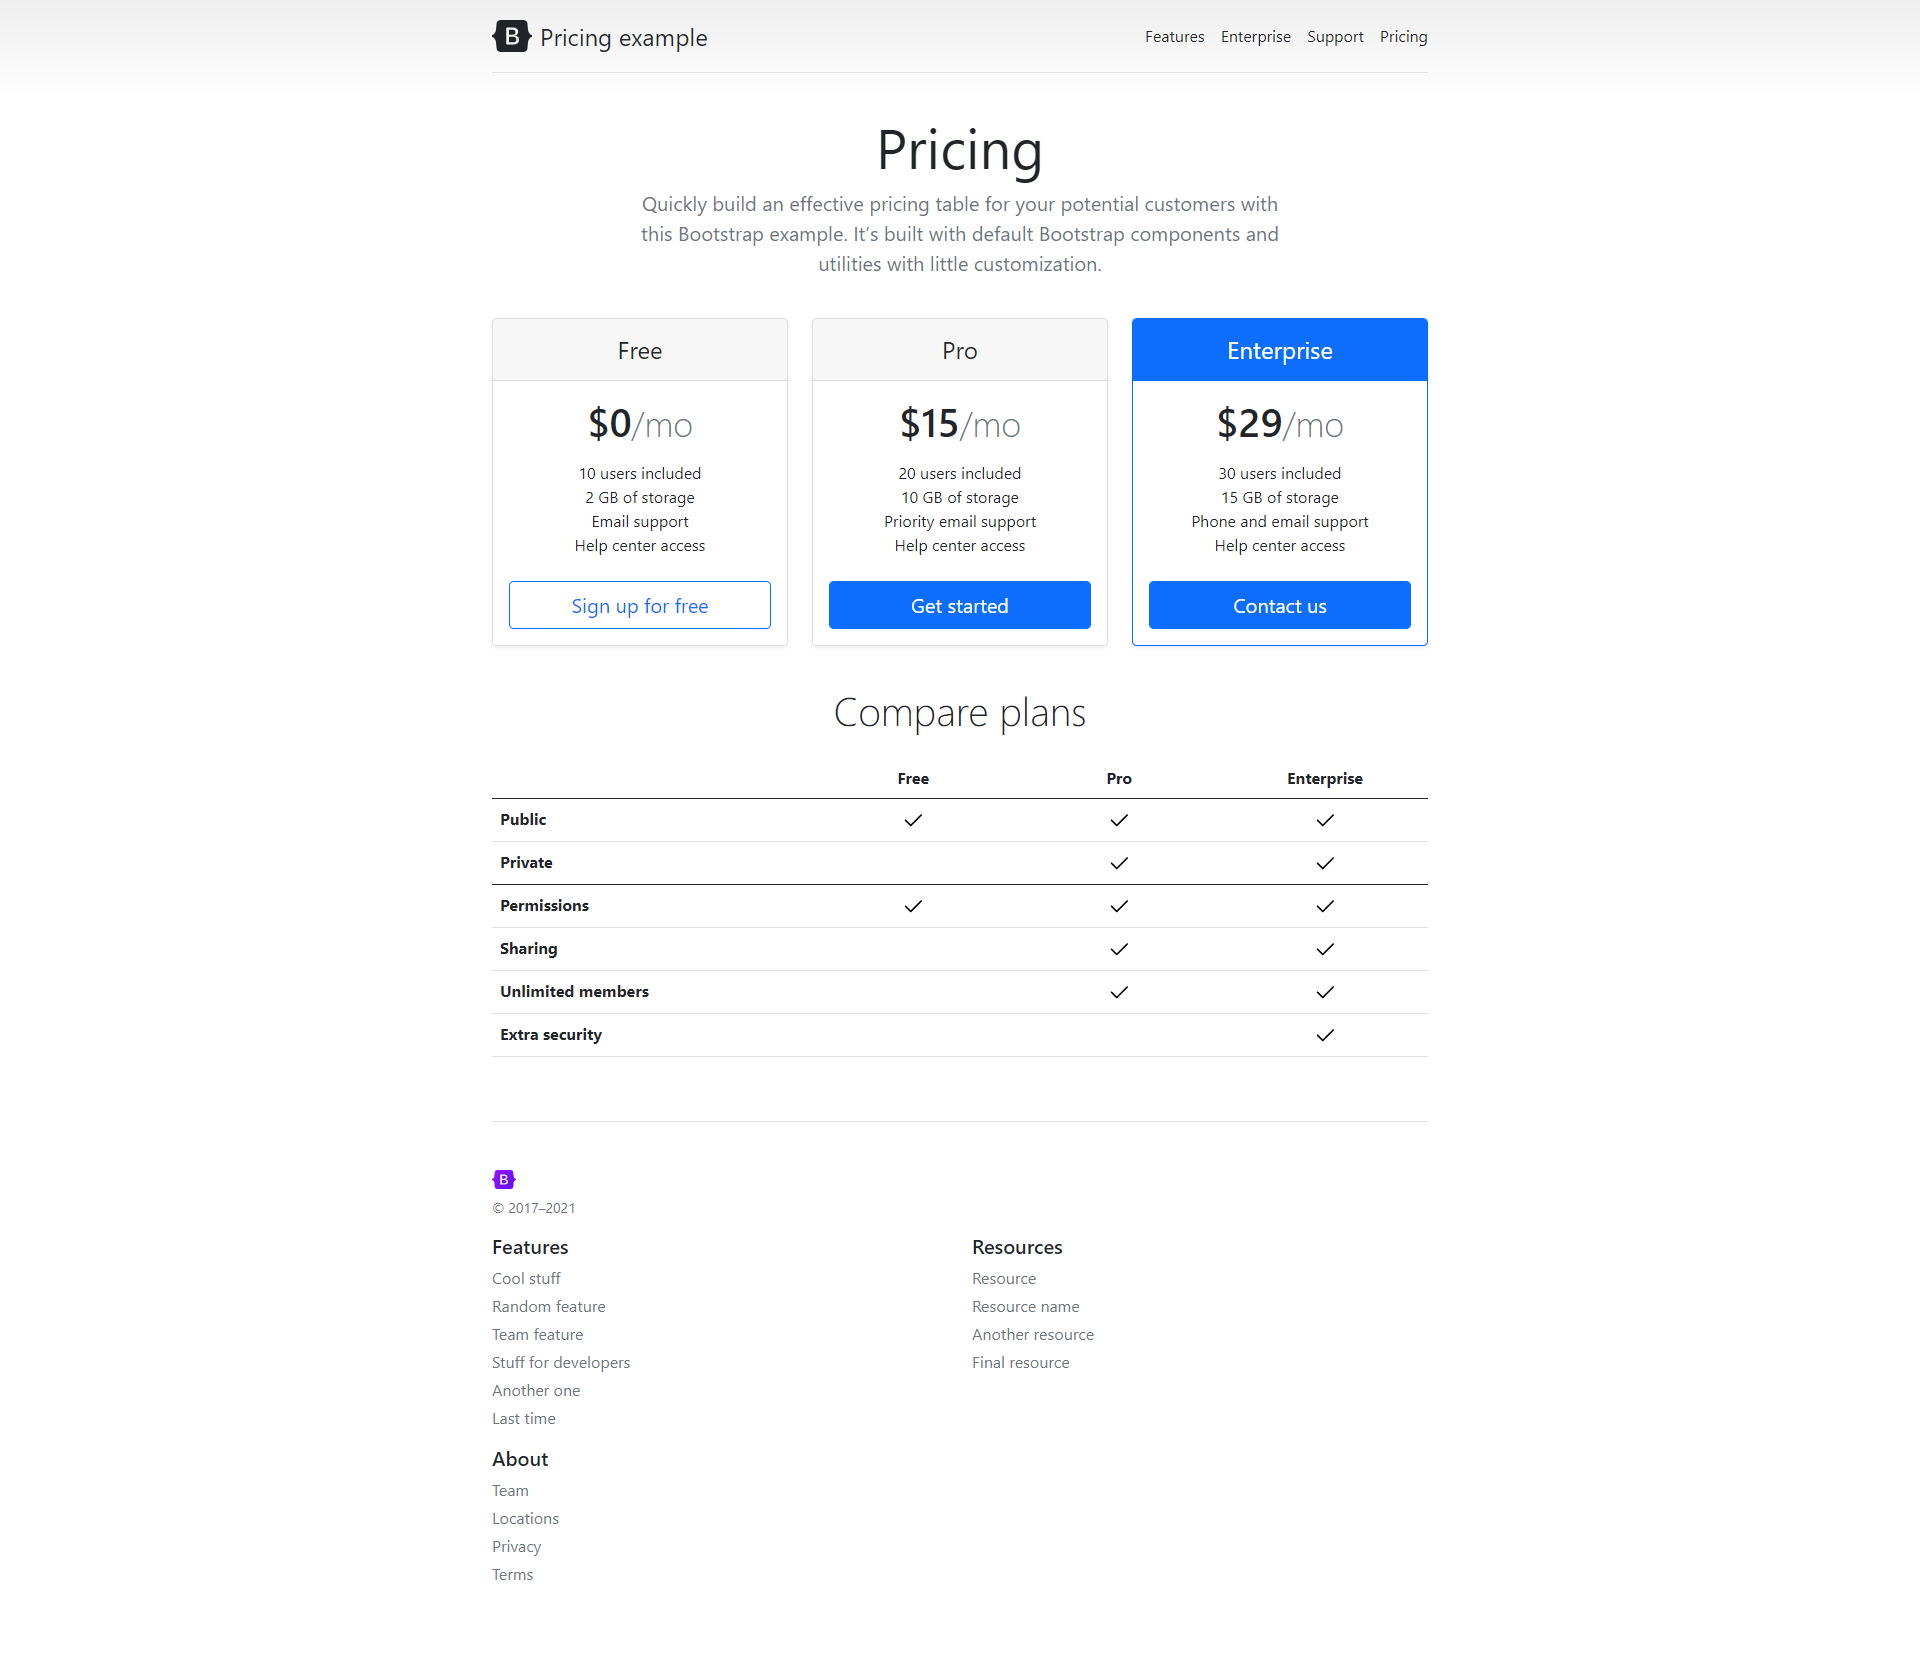 B Pricing example
Features Enterprise Support Pricing
Pricing
Quickly build an effective pricing table for your potential customers with
this Bootstrap example. It’s built with default Bootstrap components and
utilities with little customization.
Free
$0/mo
10 users included
2 GB of storage
Email support
Help center access
Sign up for free
Pro
$15/mo
20 users included
10 GB of storage
Priority email support
Help center access
Get started
Enterprise
$29/mo
30 users included
15 GB of storage
Phone and email support
Help center access
Contact us
Compare plans
Free Pro Enterprise
Public
Private
Permissions
Sharing
Unlimited members
Extra security
B
© 2017–2021
Features
Cool stuff
Random feature
Team feature
Stuff for developers
Another one
Last time
Resources
Resource
Resource name
Another resource
Final resource
About
Team
Locations
Privacy
Terms